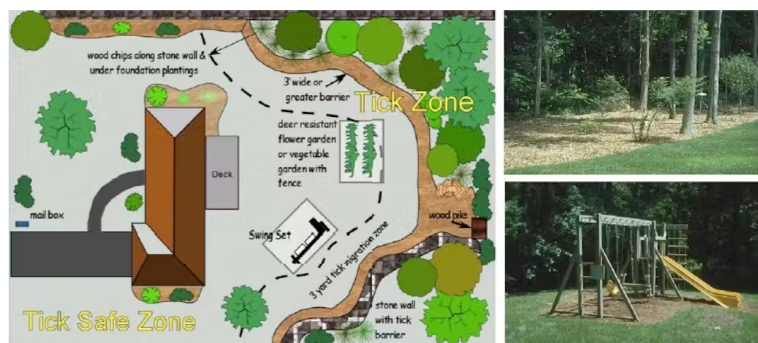 wood chips along stone wall &
under foundation plantings
3' wide or
greater barrier
Tick Zone
deer resistant
flower garden
or vegetable
garden with
fence
Deck
mail box
wood pile
Swing Set
3 yard tick migration zone
stone wall
with tick
barrier
Tick Safe Zone